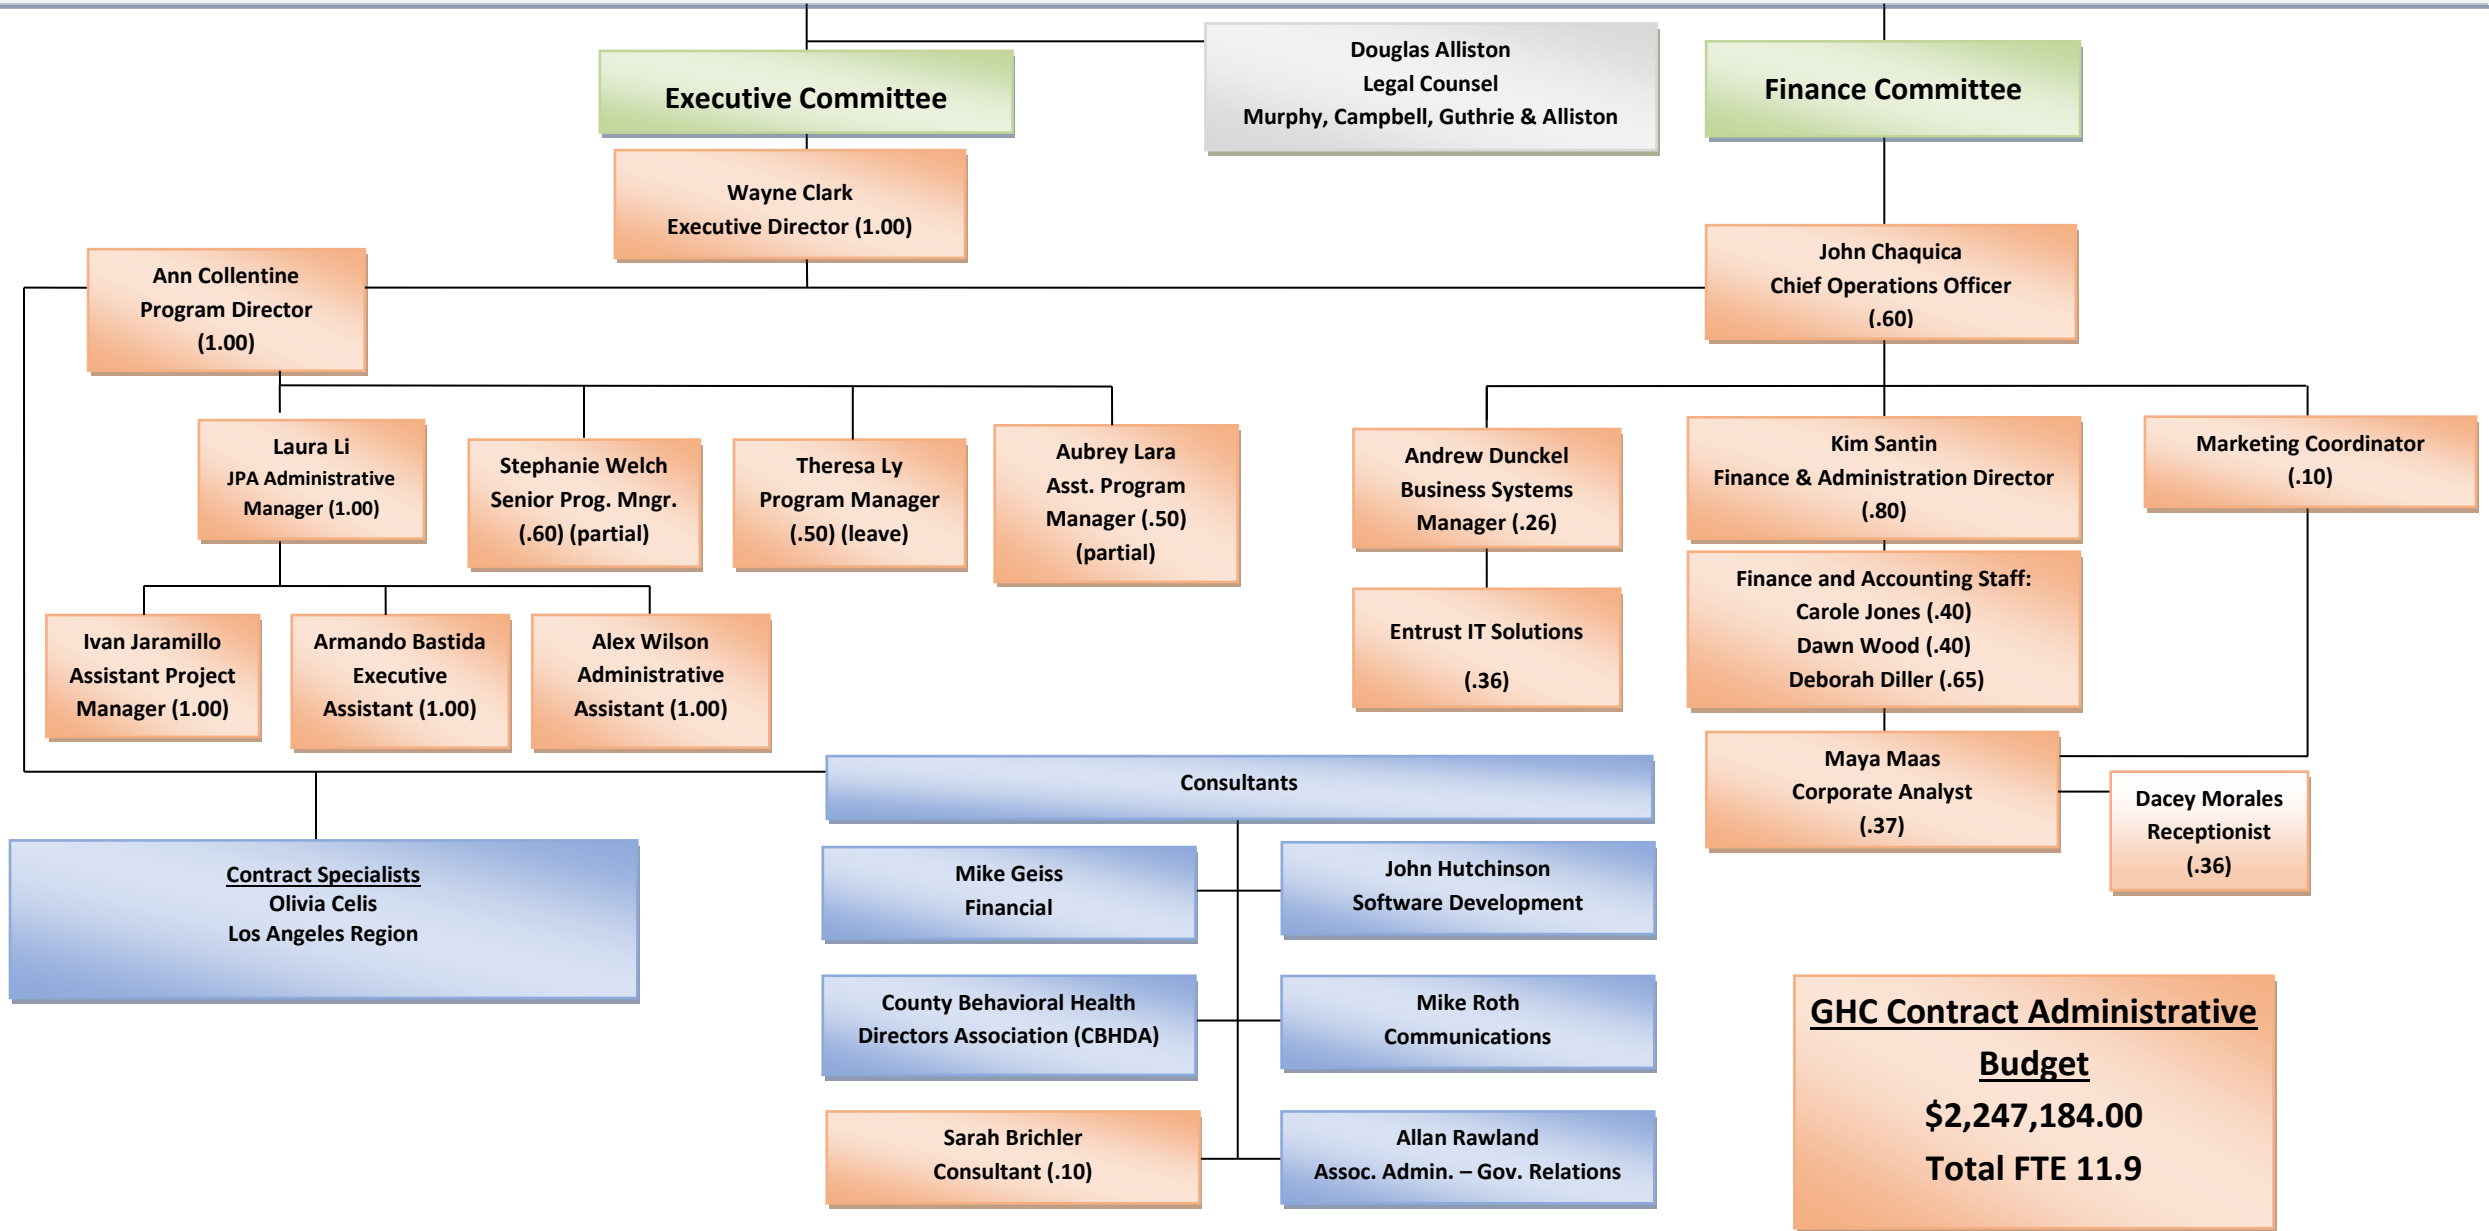 Executive Committee
Douglas Alliston
Legal Counsel
Murphy, Campbell, Guthrie & Alliston
Finance Committee
Wayne Clark
Executive Director (1.00)
Ann Collentine
Program Director
(1.00)
John Chaquica
Chief Operations Officer
(.60)
Laura Li
JPA Administrative
Manager (1.00)
Stephanie Welch
Senior Prog. Mngr.
(.60) (partial)
Theresa Ly
Program Manager
(.50) (leave)
Aubrey Lara
Asst. Program
Manager (.50)
(partial)
Andrew Dunckel
Business Systems
Manager (.26)
Kim Santin
Finance & Administration Director
(.80)
Marketing Coordinator
(.10)
Ivan Jaramillo
Assistant Project
Manager (1.00)
Armando Bastida
Executive
Assistant (1.00)
Alex Wilson
Administrative
Assistant (1.00)
Entrust IT Solutions
(.36)
Finance and Accounting Staff:
Carole Jones (.40)
Dawn Wood (.40)
Deborah Diller (.65)
Maya Maas
Corporate Analyst
(.37)
Dacey Morales
Receptionist
(.36)
Consultants
Contract Specialists
Olivia Celis
Los Angeles Region
Mike Geiss
Financial
John Hutchinson
Software Development
County Behavioral Health
Directors Association (CBHDA)
Mike Roth
Communications
Sarah Brichler
Consultant (.10)
Allan Rawland
Assoc. Admin. – Gov. Relations
GHC Contract Administrative
Budget
$2,247,184.00
Total FTE 11.9